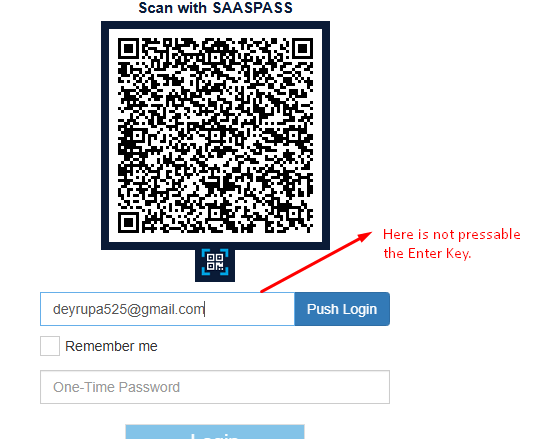 Scan with SAASPASS
Here is not pressable
the Enter Key.
deyrupa525@gmail.com
Push Login
Remember me
One-Time Password
Login